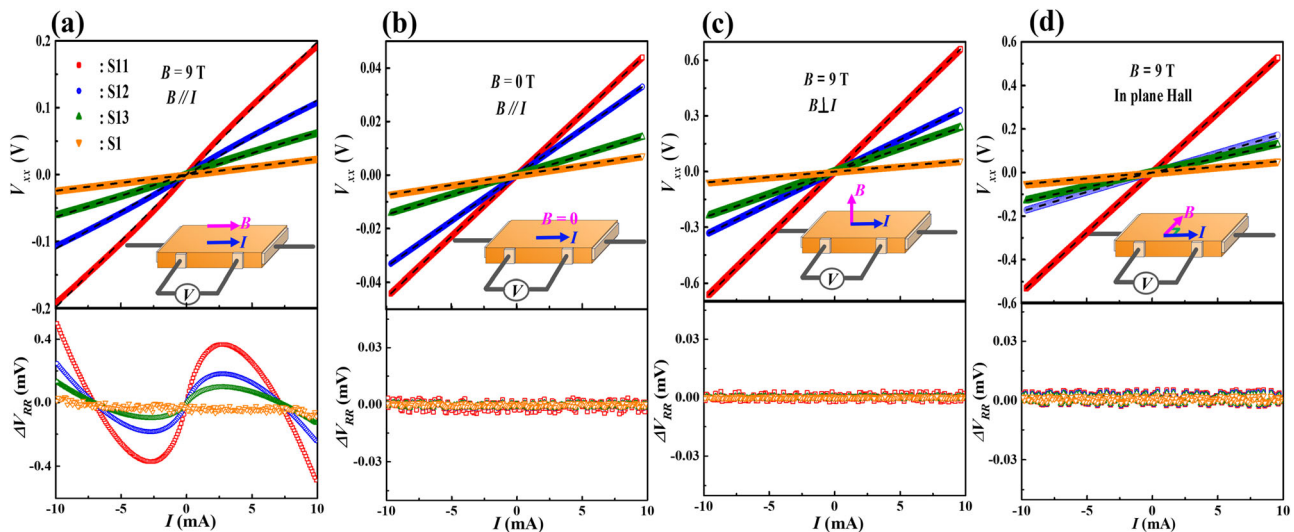 (a)
0.2
0.1
0.0
-0.1
-0.2
V_xx (V)
: S11
: S12
: S13
: S1
B = 9 T
B // I
B
I
V
0.4
0.0
-0.4
ΔV_RR (mV)
-10 -5 0 5 10
I (mA)
(b)
0.04
0.02
0.00
-0.02
-0.04
V_xx (V)
B = 0 T
B // I
B = 0
I
V
0.03
0.00
-0.03
ΔV_RR (mV)
-10 -5 0 5 10
I (mA)
(c)
0.6
0.3
0.0
-0.3
-0.6
V_xx (V)
B = 9 T
B⊥ I
B
I
V
0.03
0.00
-0.03
ΔV_RR (mV)
-10 -5 0 5 10
I (mA)
(d)
0.6
0.4
0.2
0.0
-0.2
-0.4
-0.6
V_xx (V)
B = 9 T
In plane Hall
B
I
V
0.03
0.00
-0.03
ΔV_RR (mV)
-10 -5 0 5 10
I (mA)